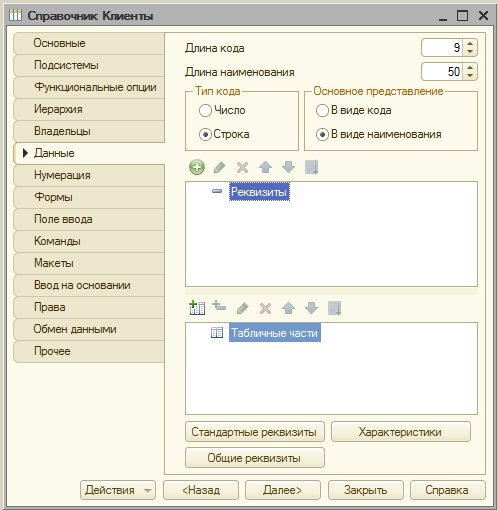 Справочник Клиенты
Основные
Подсистемы
Функциональные опции
Иерархия
Владельцы
Данные
Нумерация
Формы
Поле ввода
Команды
Макеты
Ввод на основании
Права
Обмен данными
Прочее
Длина кода 9
Длина наименования 50
Тип кода
Число
Строка
Основное представление
В виде кода
В виде наименования
Реквизиты
Табличные части
Стандартные реквизиты Характеристики
Общие реквизиты
Действия <Назад Далее> Закрыть Справка